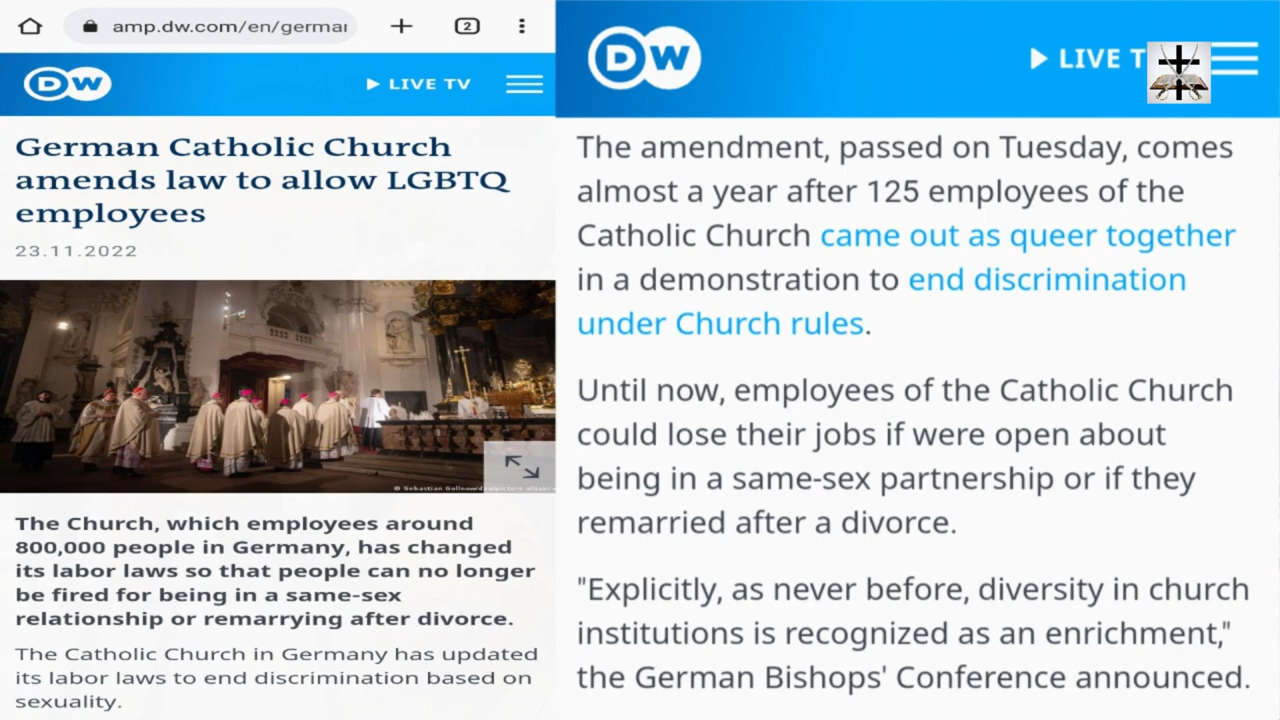 amp.dw.com/en/germai
2
DW
LIVE TV
German Catholic Church
amends law to allow LGBTQ
employees
23.11.2022
© Sebastian Gollnow/dpa/picture alliance
The Church, which employees around
800,000 people in Germany, has changed
its labor laws so that people can no longer
be fired for being in a same-sex
relationship or remarrying after divorce.
The Catholic Church in Germany has updated
its labor laws to end discrimination based on
sexuality.
DW
LIVE T
The amendment, passed on Tuesday, comes
almost a year after 125 employees of the
Catholic Church came out as queer together
in a demonstration to end discrimination
under Church rules.
Until now, employees of the Catholic Church
could lose their jobs if were open about
being in a same-sex partnership or if they
remarried after a divorce.
"Explicitly, as never before, diversity in church
institutions is recognized as an enrichment,"
the German Bishops' Conference announced.